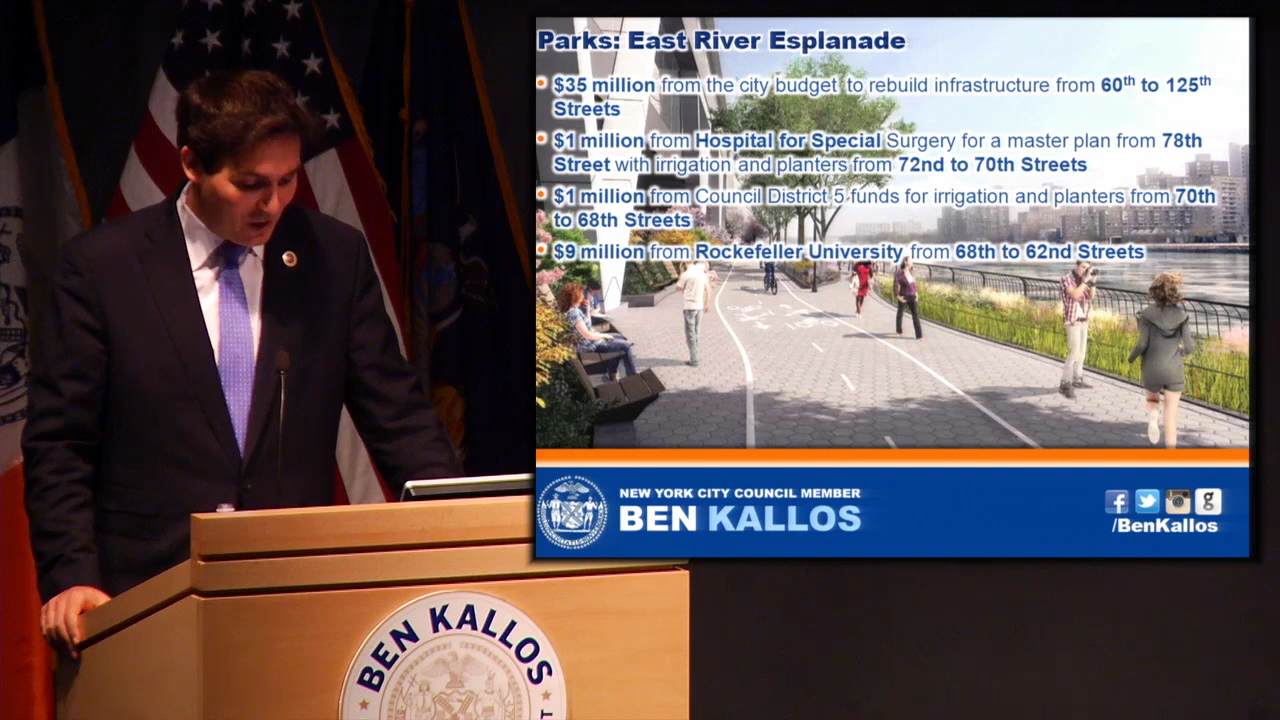 Parks: East River Esplanade
$35 million from the city budget to rebuild infrastructure from 60th to 125th
Streets
$1 million from Hospital for Special Surgery for a master plan from 78th
Street with irrigation and planters from 72nd to 70th Streets
$1 million from Council District 5 funds for irrigation and planters from 70th
to 68th Streets
$9 million from Rockefeller University from 68th to 62nd Streets
NEW YORK CITY COUNCIL MEMBER
BEN KALLOS
/BenKallos
BEN KALLOS